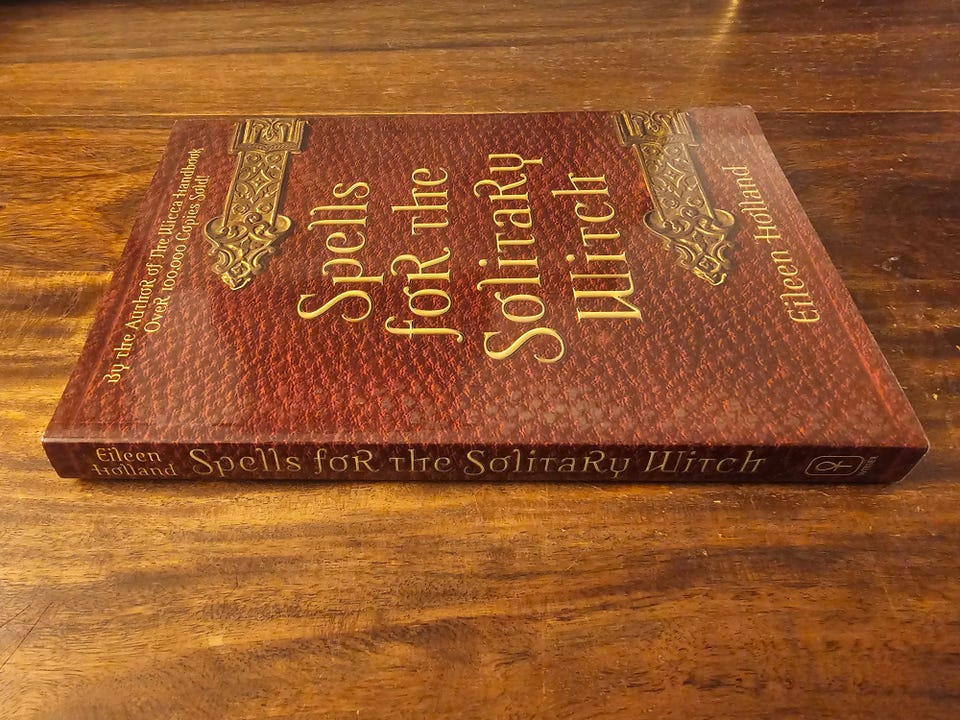 By the Author of The Wicca Handbook
Over 100,000 Copies Sold!
Spells
for the
Solitary
Witch
Eileen Holland
Eileen
Holland
Spells for the Solitary Witch